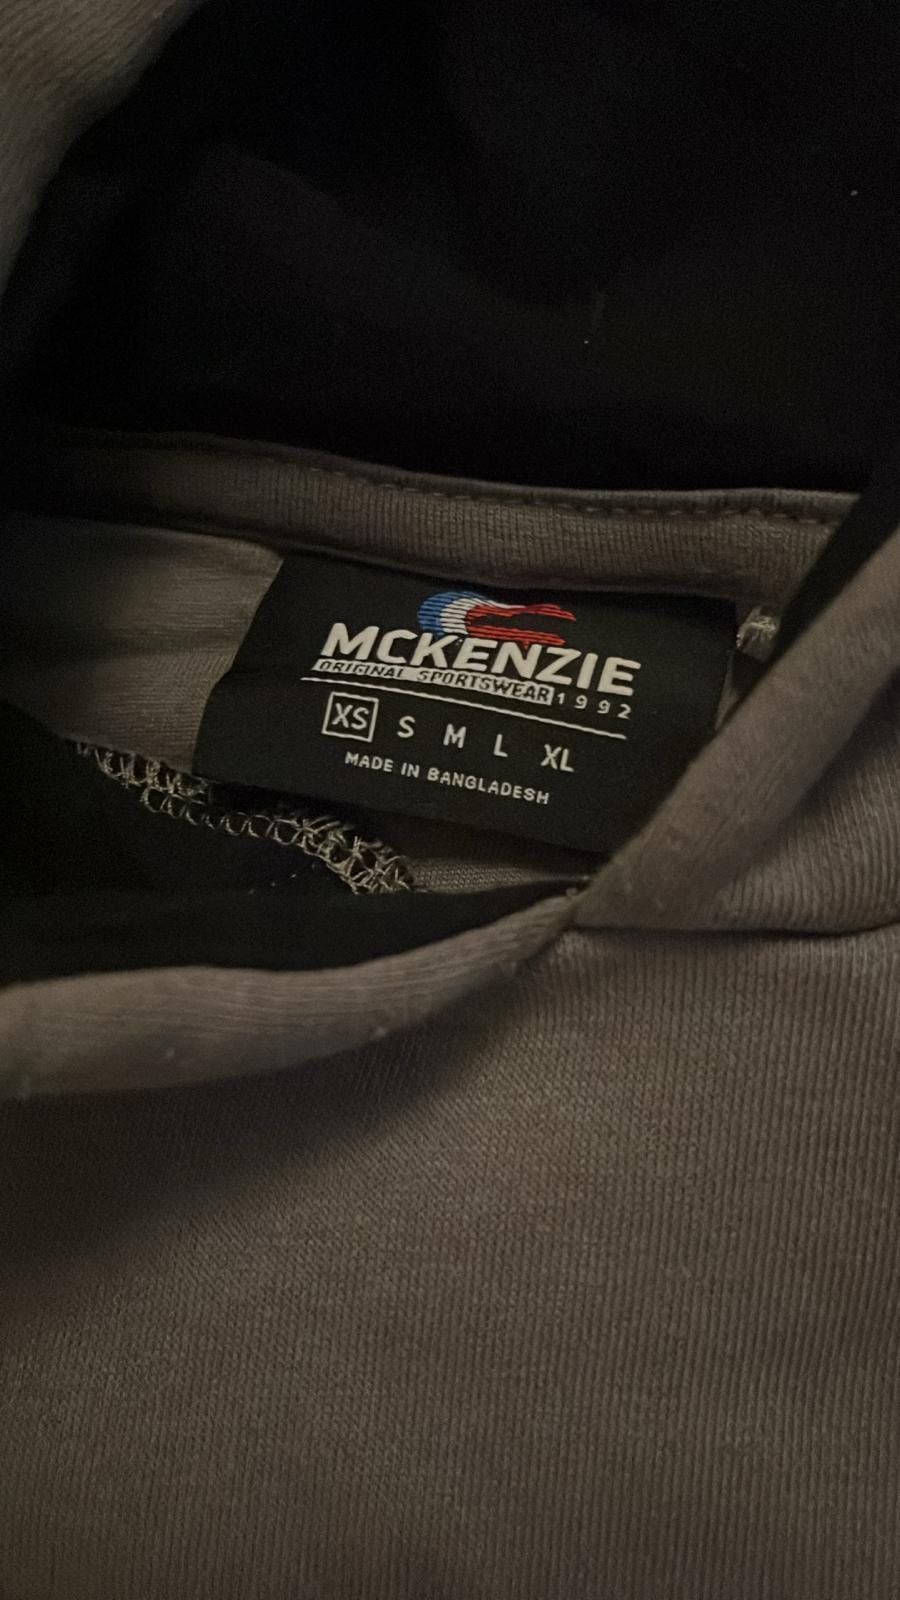 MCKENZIE
ORIGINAL SPORTSWEAR 1992
XS S M L XL
MADE IN BANGLADESH